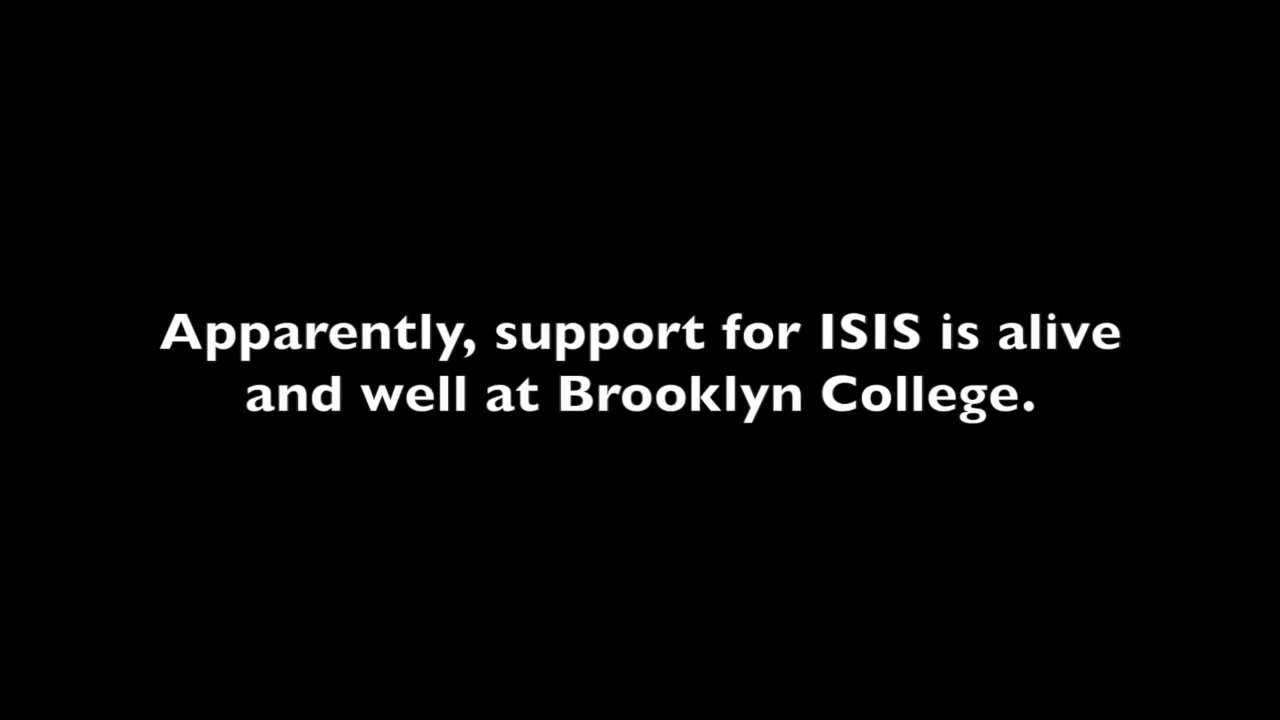 Apparently, support for ISIS is alive
and well at Brooklyn College.